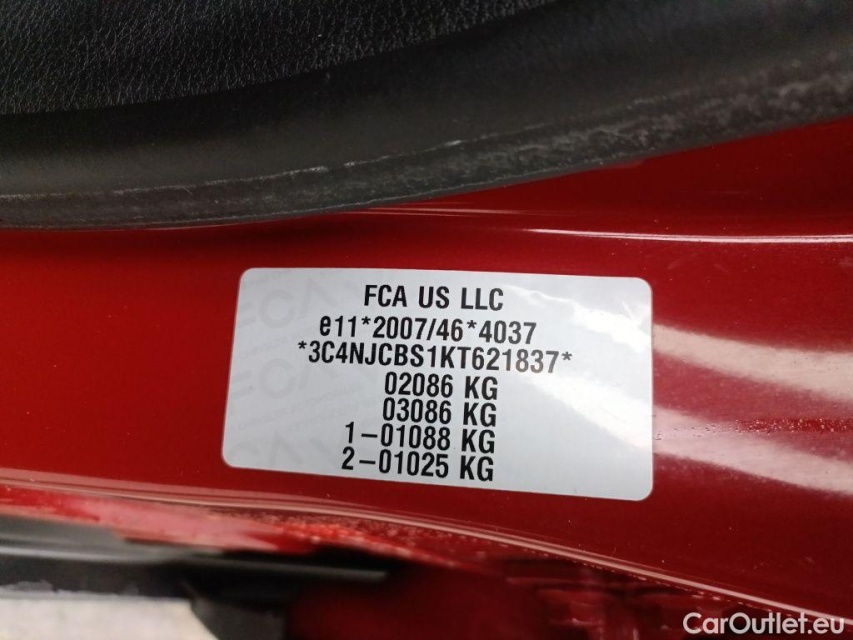 FCA US LLC
e11*2007/46*4037
*3C4NJCBS1KT621837*
02086 KG
03086 KG
1-01088 KG
2-01025 KG
CarOutlet.eu